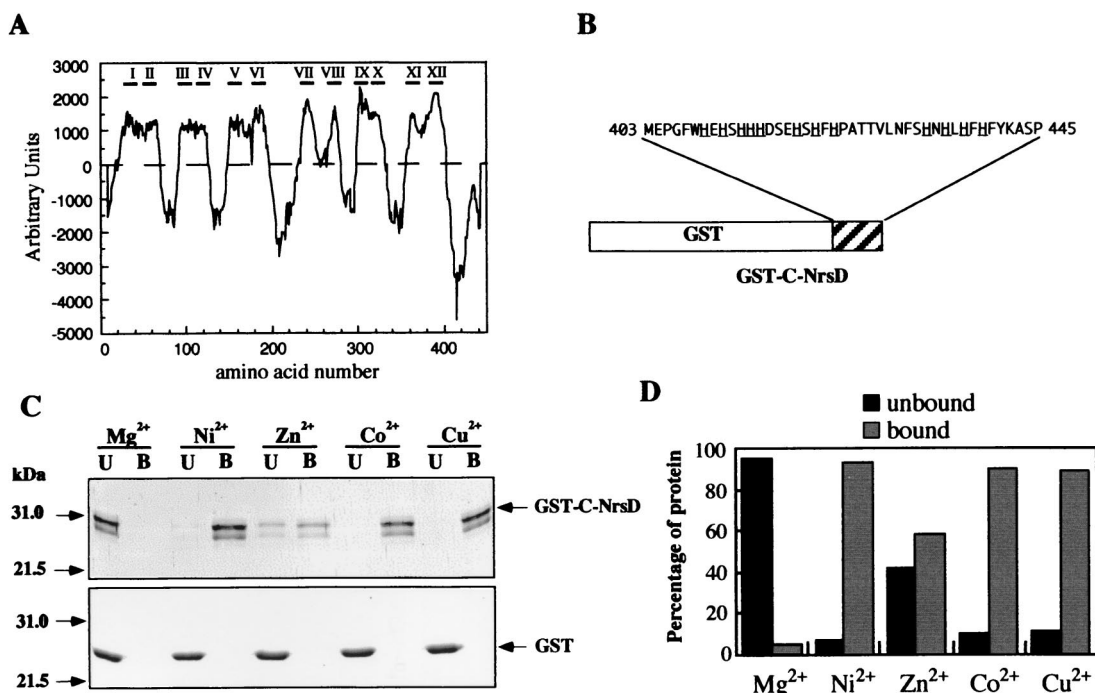 A
3000
2000
1000
0
-1000
-2000
-3000
-4000
-5000
Arbitrary Units
I II III IV V VI VII VIII IX X XI XII
0 100 200 300 400
amino acid number
B
403 MEPGFWHEHSHHHDSEHSHFHPATTVLNFSHNHLHFHFYKASP 445
GST
GST-C-NrsD
C
Mg2+ Ni2+ Zn2+ Co2+ Cu2+
U B U B U B U B U B
kDa
31.0
21.5
GST-C-NrsD
31.0
21.5
GST
D
unbound
bound
Percentage of protein
100
80
60
40
20
0
Mg2+ Ni2+ Zn2+ Co2+ Cu2+